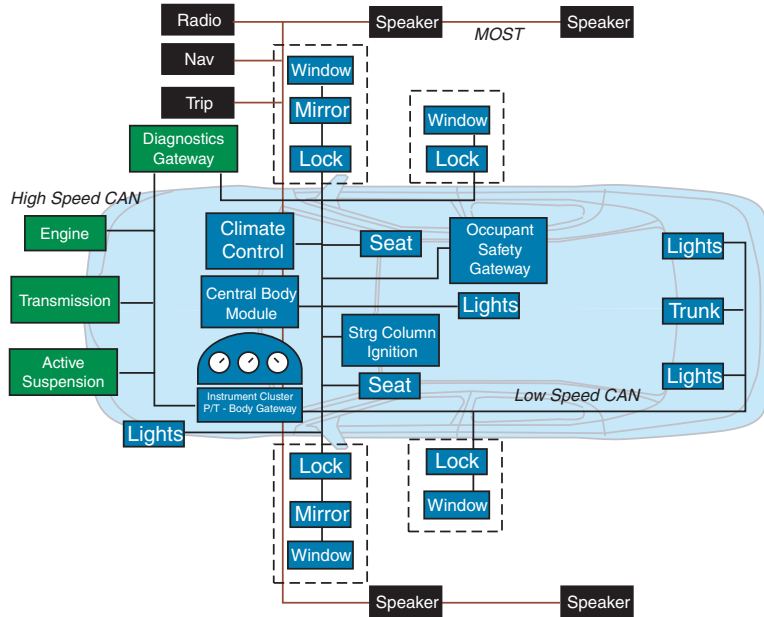 Radio
Speaker
Speaker
MOST
Nav
Window
Trip
Mirror
Window
Diagnostics
Gateway
Lock
Lock
High Speed CAN
Engine
Climate
Control
Seat
Occupant
Safety
Gateway
Lights
Transmission
Central Body
Module
Lights
Trunk
Strg Column
Ignition
Active
Suspension
Instrument Cluster
P/T - Body Gateway
Seat
Lights
Low Speed CAN
Lights
Lock
Lock
Mirror
Window
Window
Speaker
Speaker